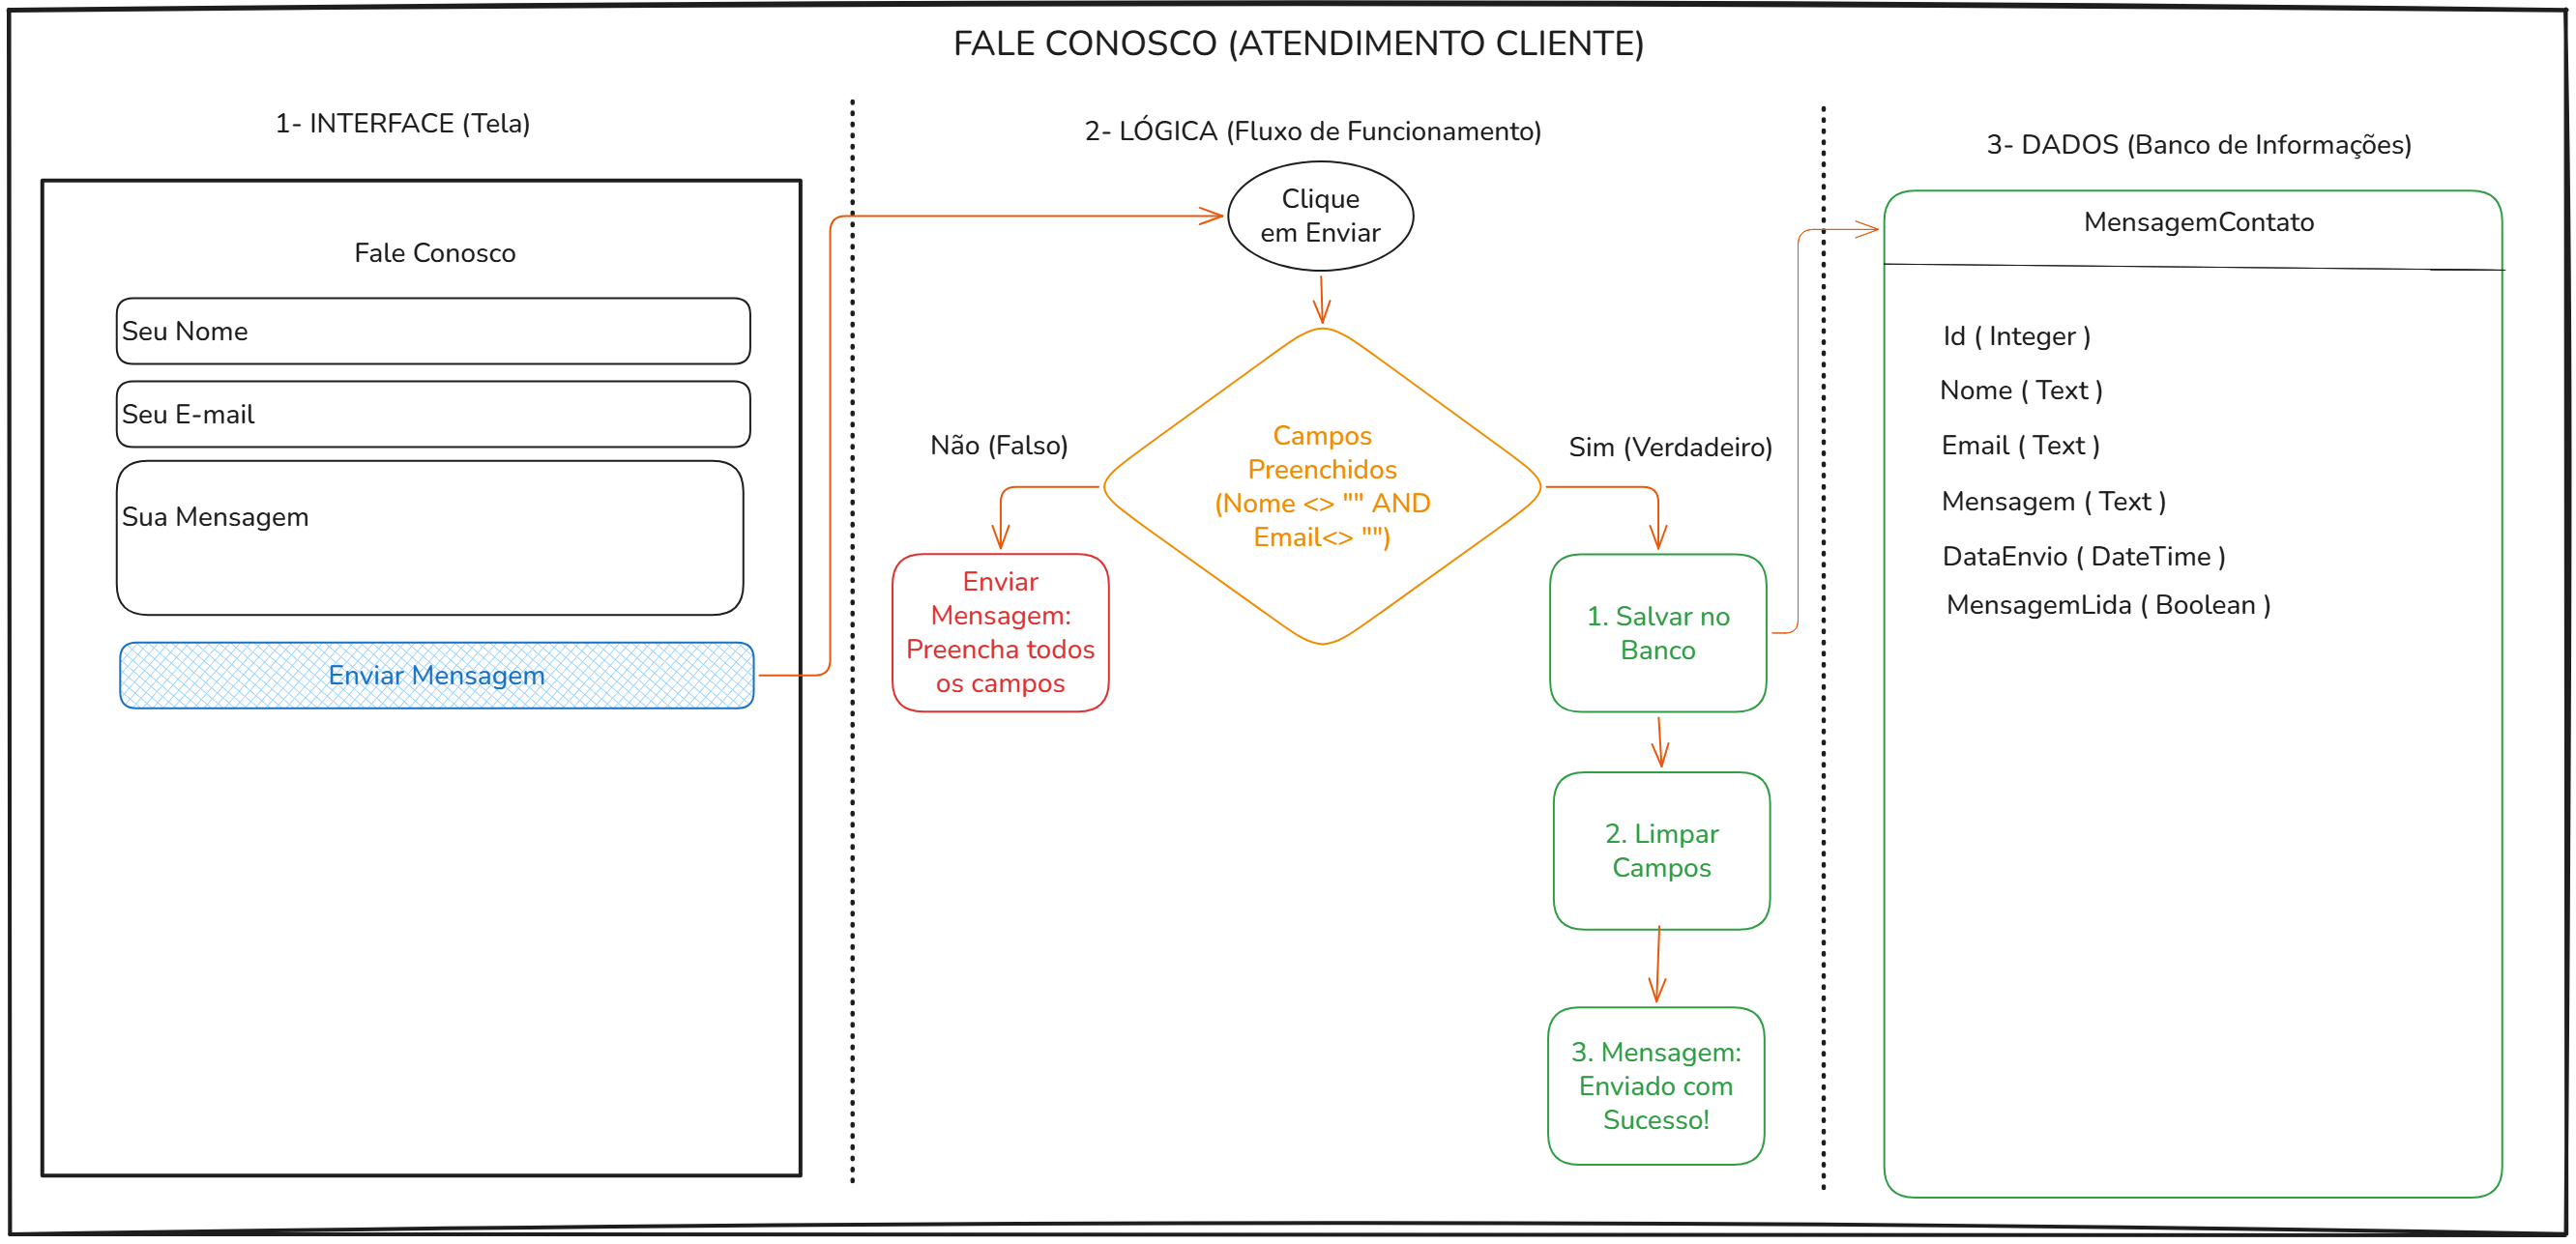 FALE CONOSCO (ATENDIMENTO CLIENTE)
1- INTERFACE (Tela)
Fale Conosco
Seu Nome
Seu E-mail
Sua Mensagem
Enviar Mensagem
2- LÓGICA (Fluxo de Funcionamento)
Clique
em Enviar
Campos
Preenchidos
(Nome <> "" AND
Email<> "")
Não (Falso)
Enviar
Mensagem:
Preencha todos
os campos
Sim (Verdadeiro)
1. Salvar no
Banco
2. Limpar
Campos
3. Mensagem:
Enviado com
Sucesso!
3- DADOS (Banco de Informações)
MensagemContato
Id ( Integer )
Nome ( Text )
Email ( Text )
Mensagem ( Text )
DataEnvio ( DateTime )
MensagemLida ( Boolean )